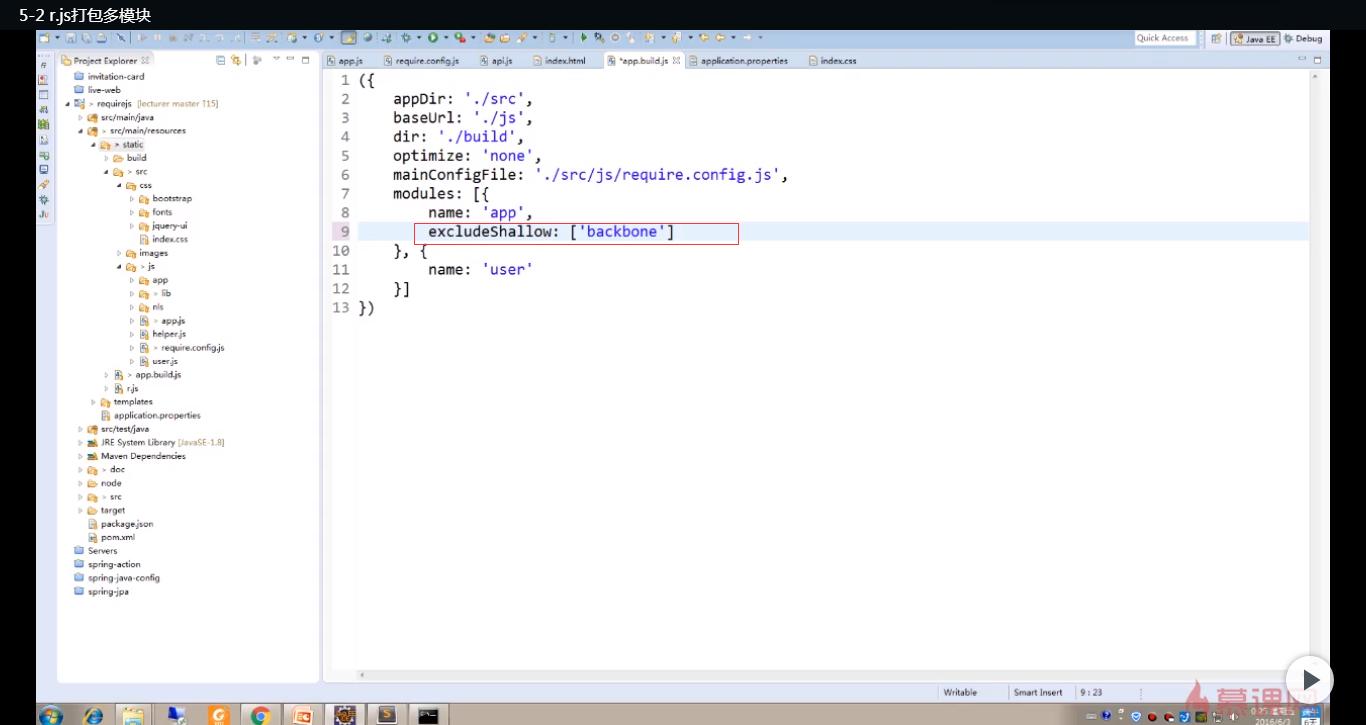 5-2 r.js打包多模块
Quick Access
Java EE
Debug
Project Explorer
app.js
require.config.js
api.js
index.html
*app.build.js
application.properties
index.css
invitation-card
live-web
> requirejs [lecturer master ↑15]
src/main/java
> src/main/resources
> static
build
> src
css
bootstrap
fonts
jquery-ui
index.css
images
> js
app
> lib
nls
> app.js
helper.js
> require.config.js
user.js
> app.build.js
r.js
templates
application.properties
src/test/java
JRE System Library [JavaSE-1.8]
Maven Dependencies
> doc
node
> src
target
package.json
pom.xml
Servers
spring-action
spring-java-config
spring-jpa
1 ({
2 appDir: './src',
3 baseUrl: './js',
4 dir: './build',
5 optimize: 'none',
6 mainConfigFile: './src/js/require.config.js',
7 modules: [{
8 name: 'app',
9 excludeShallow: ['backbone']
10 }, {
11 name: 'user'
12 }]
13 })
Writable
Smart Insert
9 : 23
慕课网